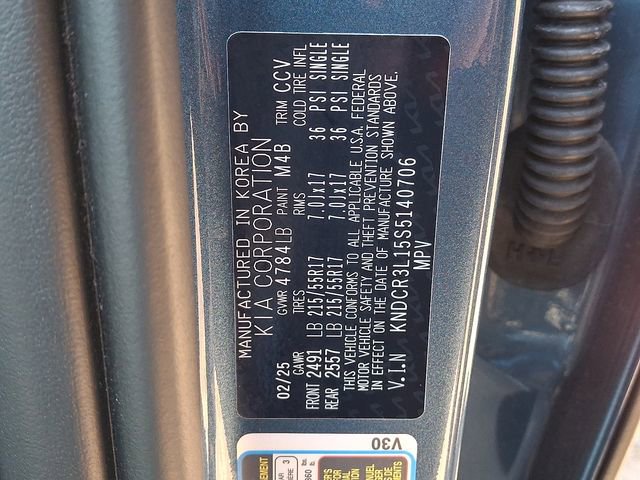 MANUFACTURED IN KOREA BY
KIA CORPORATION
02/25 GVWR 4784LB PAINT M4B TRIM CCV
GAWR TIRES RIMS COLD TIRE INFL
FRONT 2491 LB 215/55R17 7.0JX17 36 PSI SINGLE
REAR 2557 LB 215/55R17 7.0JX17 36 PSI SINGLE
THIS VEHICLE CONFORMS TO ALL APPLICABLE U.S.A. FEDERAL
MOTOR VEHICLE SAFETY AND THEFT PREVENTION STANDARDS
IN EFFECT ON THE DATE OF MANUFACTURE SHOWN ABOVE.
V.I.N KNDCR3L15S5140706
MPV
V30